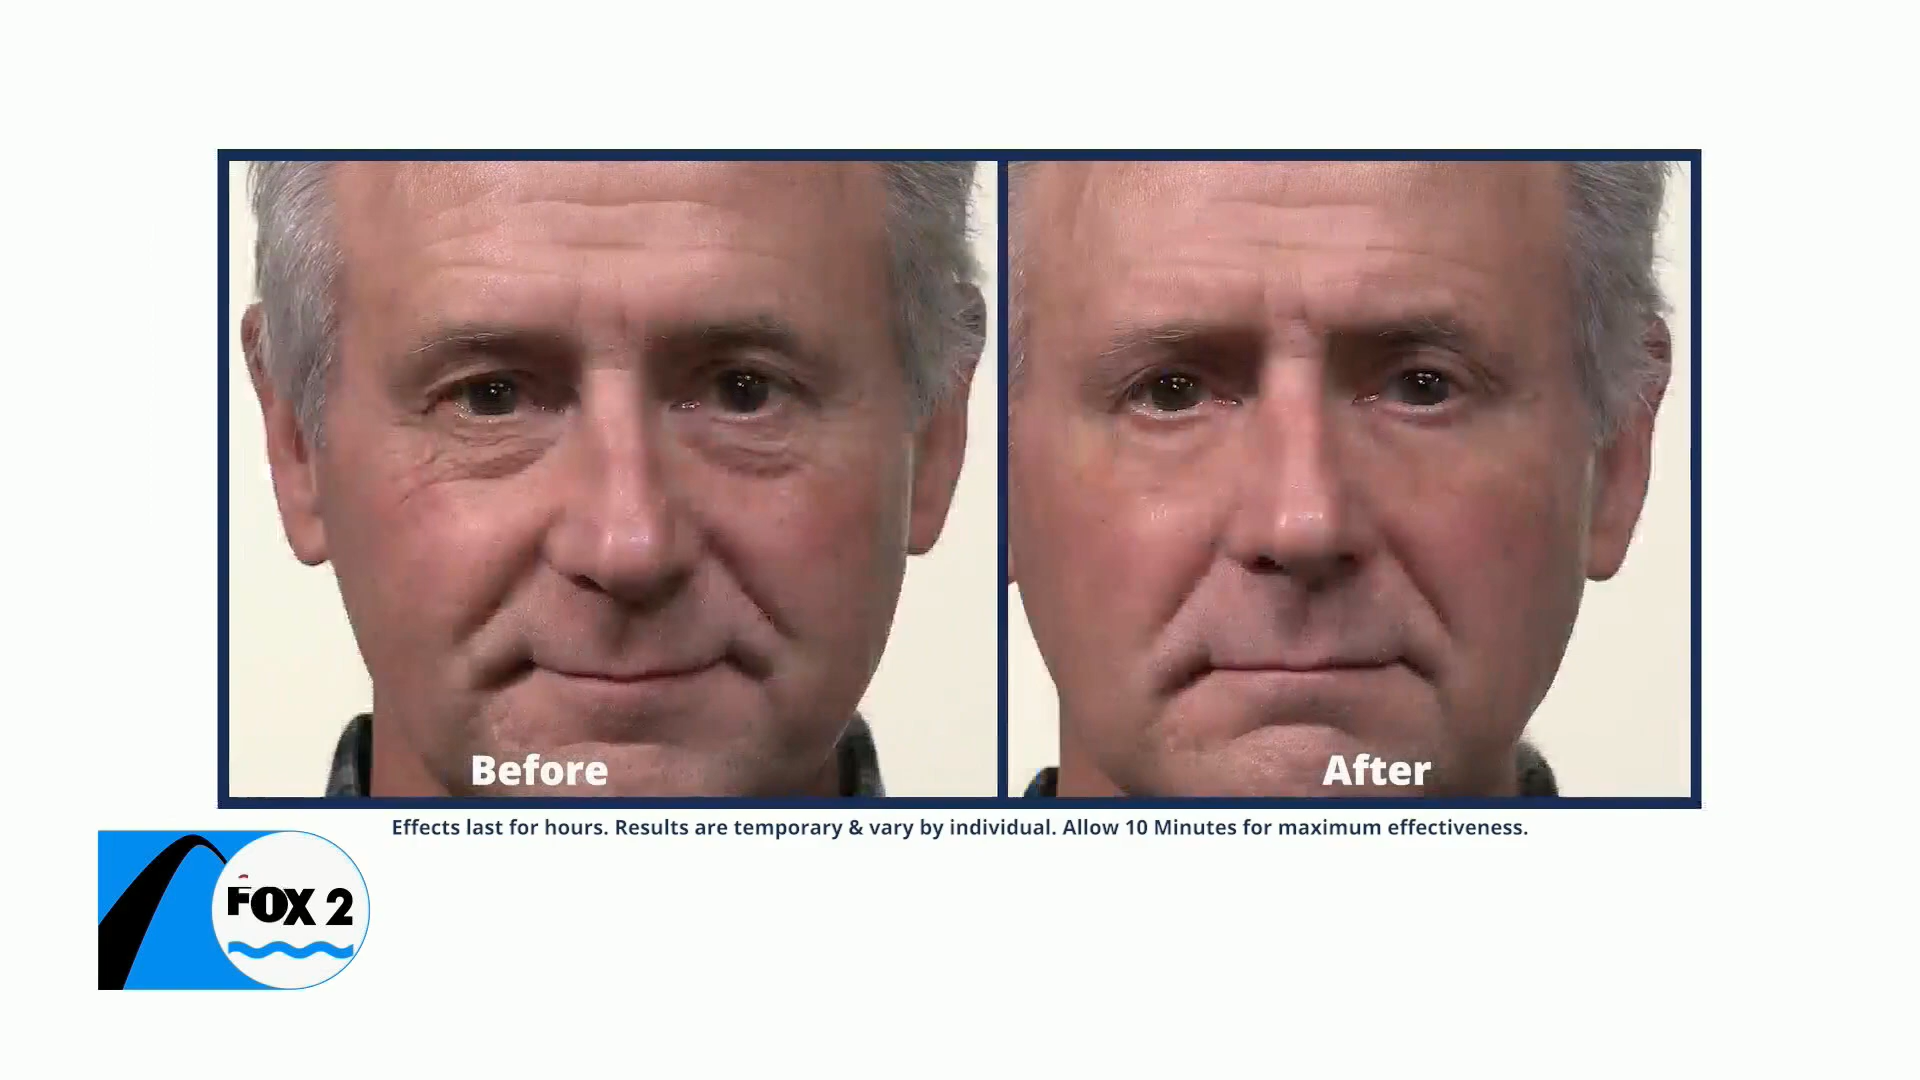 Before
After
Effects last for hours. Results are temporary & vary by individual. Allow 10 Minutes for maximum effectiveness.
FOX 2